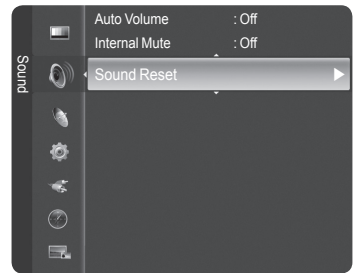 Sound
Auto Volume : Off
Internal Mute : Off
Sound Reset